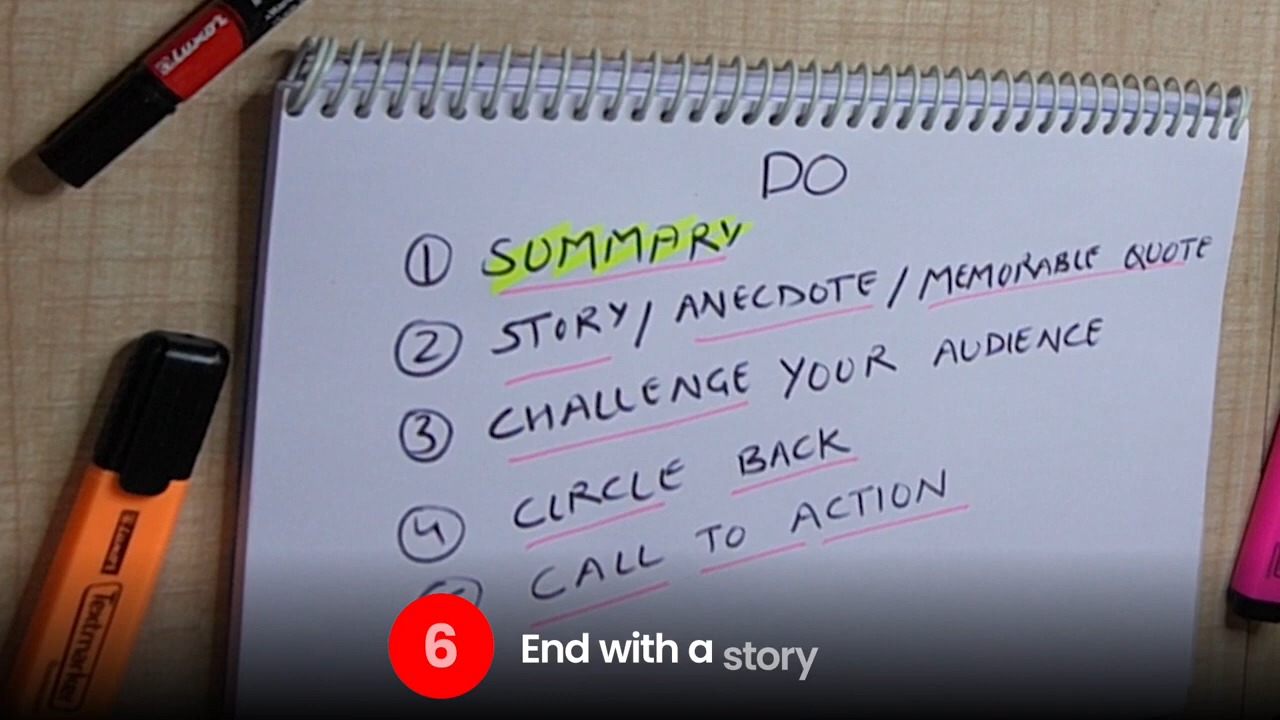 Luxor
DO
1 SUMMARY
2 STORY / ANECDOTE / MEMORABLE QUOTE
3 CHALLENGE YOUR AUDIENCE
4 CIRCLE BACK
CALL TO ACTION
Luxor
Textmarker
6 End with a story